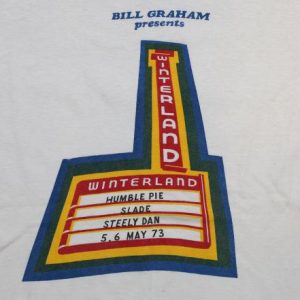 BILL GRAHAM
presents
WINTERLAND
WINTERLAND
HUMBLE PIE
SLADE
STEELY DAN
5.6 MAY 73